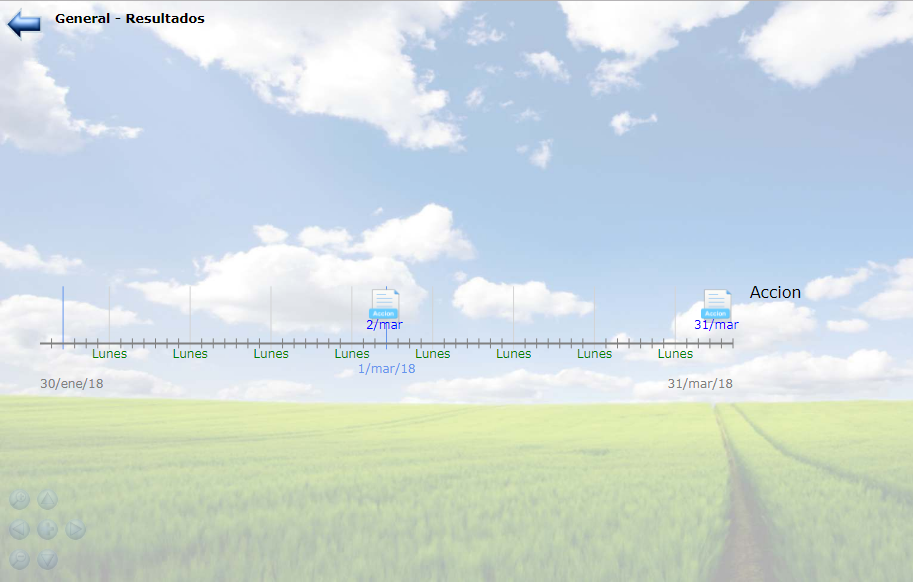 General - Resultados
Accion
Accion Accion
2/mar 31/mar
Lunes Lunes Lunes Lunes Lunes Lunes Lunes Lunes
1/mar/18
30/ene/18 31/mar/18